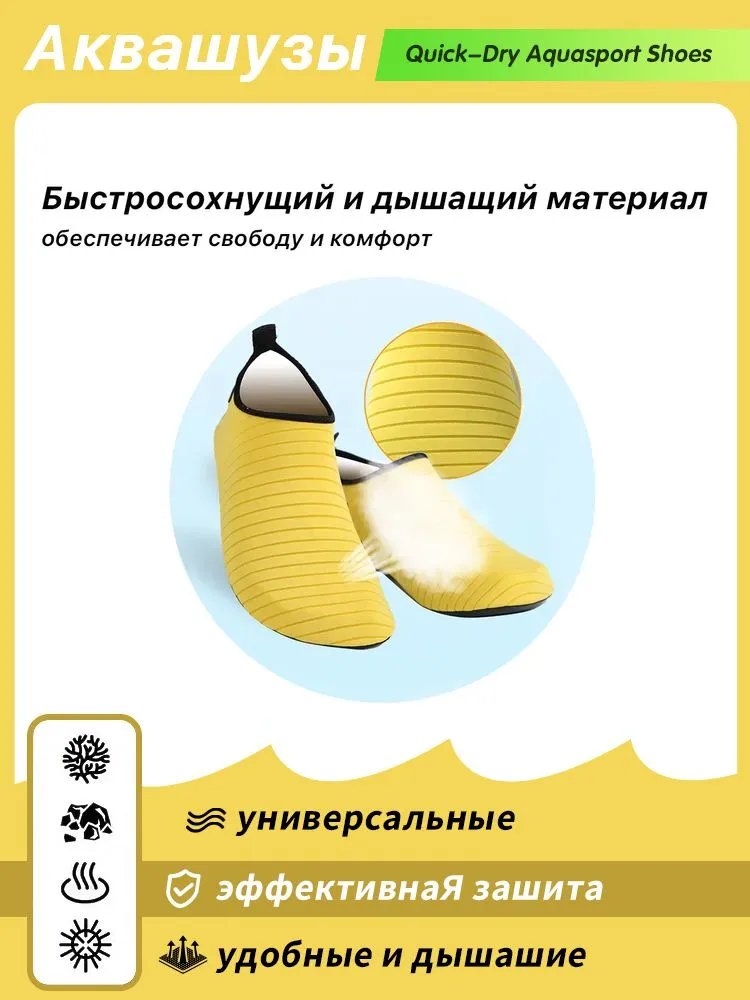 Аквашузы
Quick-Dry Aquasport Shoes
Быстросохнущий и дышащий материал
обеспечивает свободу и комфорт
универсальные
эффективнаЯ зашита
удобные и дышашие